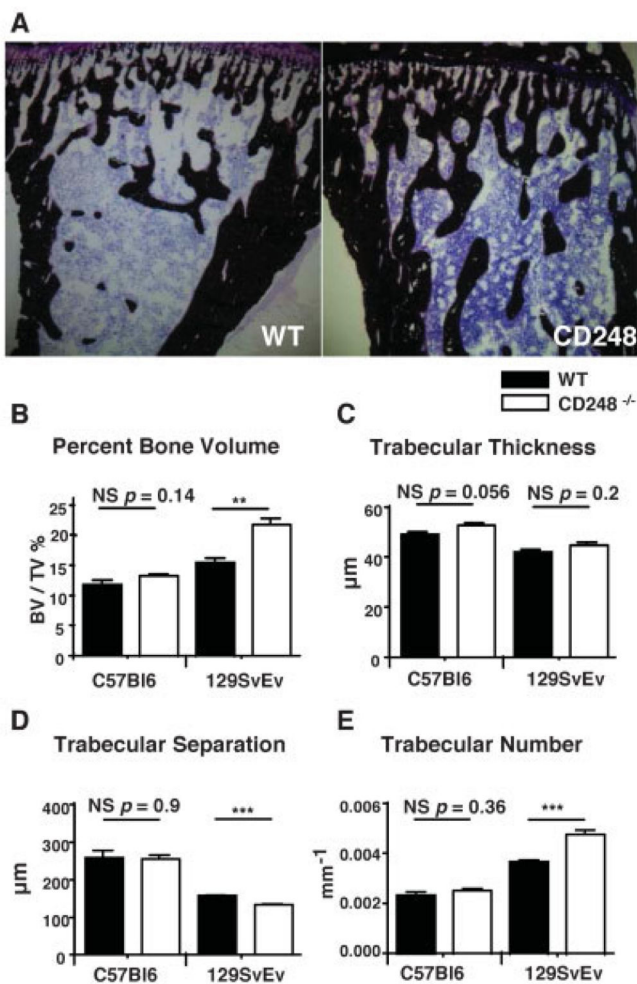 A
WT
CD248
WT
CD248 -/-
B
Percent Bone Volume
NS p = 0.14
**
BV / TV %
25
20
15
10
5
0
C57Bl6
129SvEv
C
Trabecular Thickness
NS p = 0.056
NS p = 0.2
µm
60
40
40
0
C57Bl6
129SvEv
D
Trabecular Separation
NS p = 0.9
***
µm
400
300
200
100
0
C57Bl6
129SvEv
E
Trabecular Number
NS p = 0.36
***
mm-1
0.006
0.004
0.002
0.000
C57Bl6
129SvEv